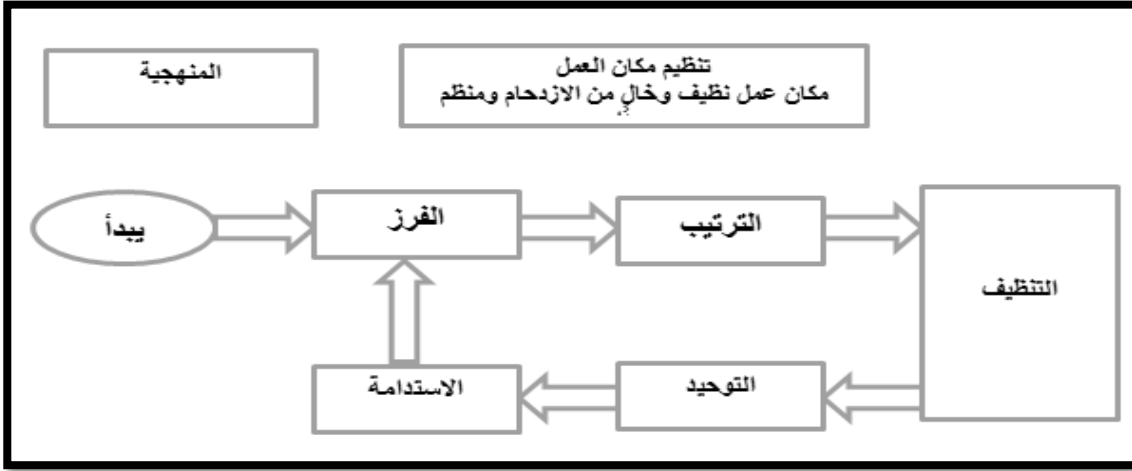 تنظيم مكان العمل
مكان عمل نظيف وخالٍ من الازدحام ومنظم
المنهجية
يبدأ
الفرز
الترتيب
التنظيف
التوحيد
الاستدامة